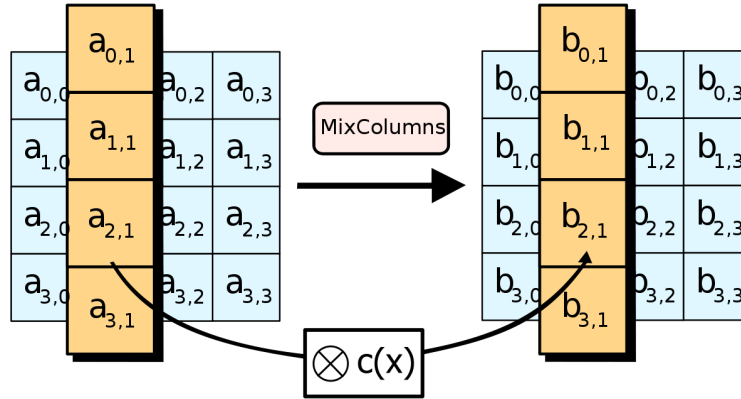 a0,0 a0,1 a0,2 a0,3
a1,0 a1,1 a1,2 a1,3
a2,0 a2,1 a2,2 a2,3
a3,0 a3,1 a3,2 a3,3
MixColumns
b0,0 b0,1 b0,2 b0,3
b1,0 b1,1 b1,2 b1,3
b2,0 b2,1 b2,2 b2,3
b3,0 b3,1 b3,2 b3,3
⊗ c(x)